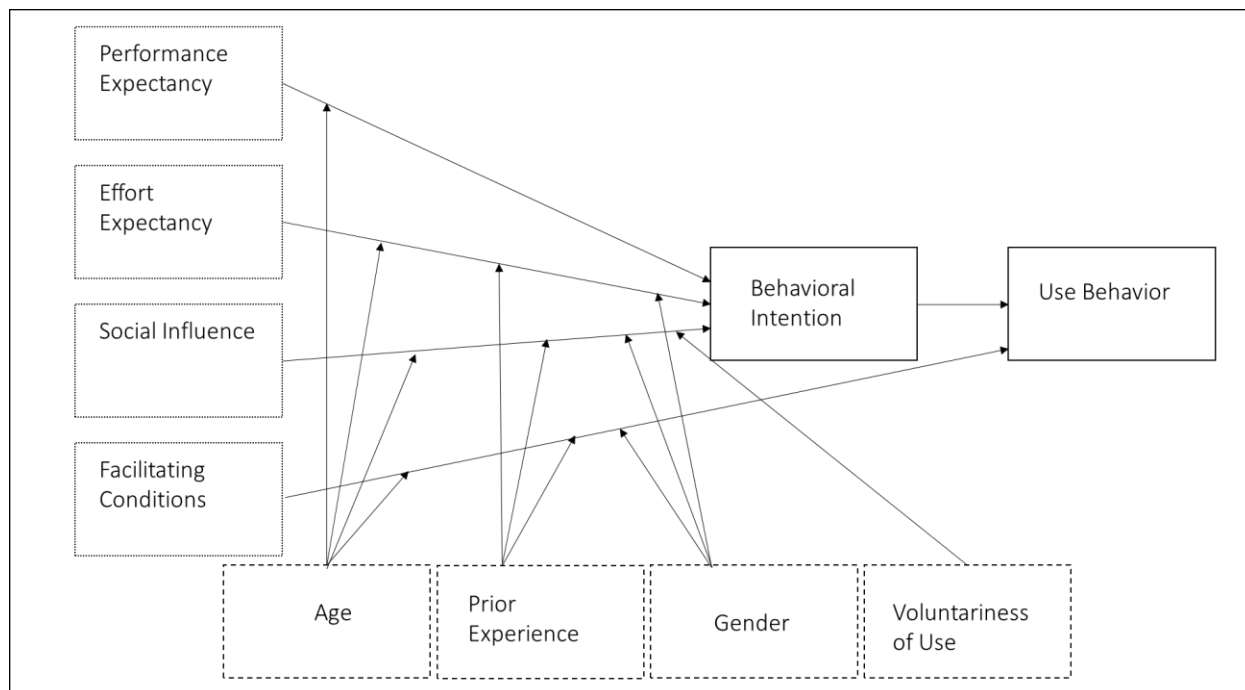 Performance
Expectancy
Effort
Expectancy
Social Influence
Facilitating
Conditions
Behavioral
Intention
Use Behavior
Age
Prior
Experience
Gender
Voluntariness
of Use